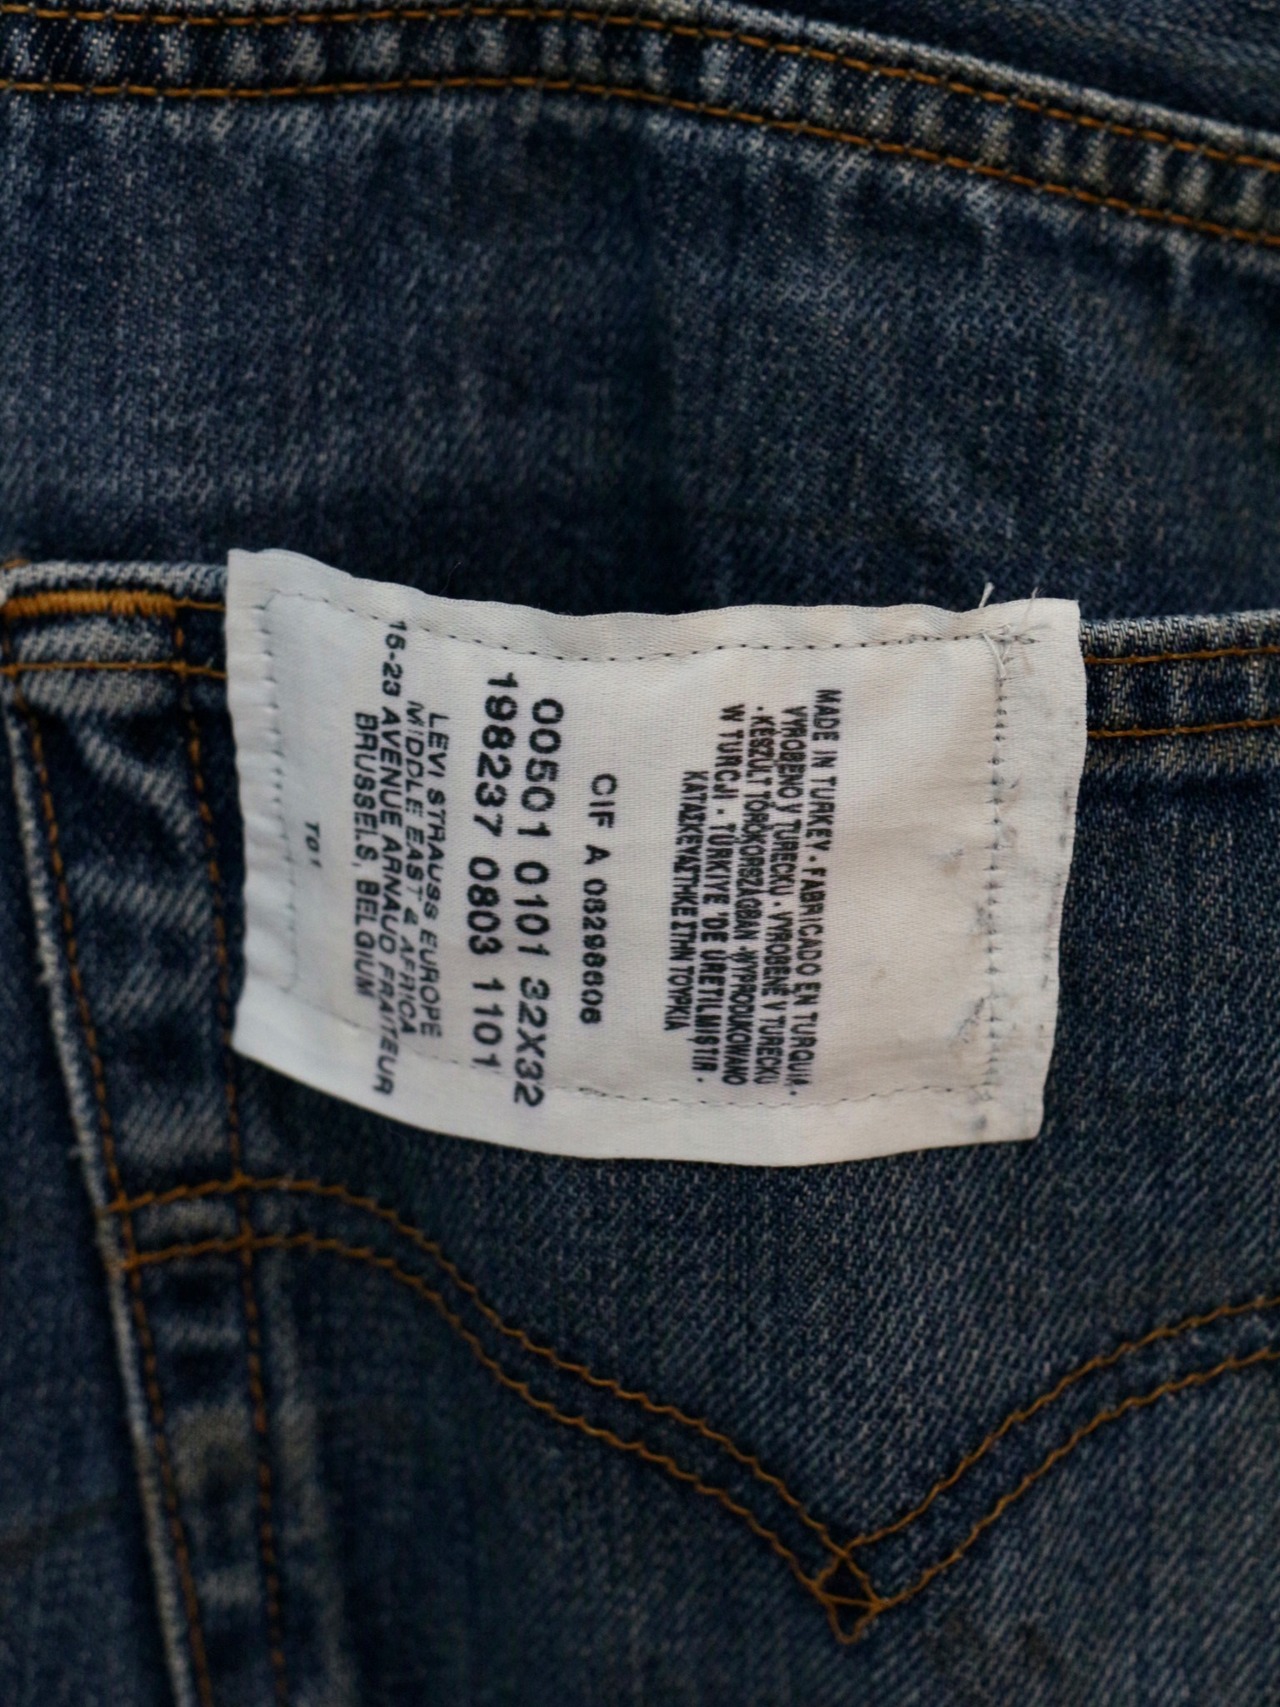 MADE IN TURKEY - FABRICADO EN TURQUIA -
VYROBENO V TURECKU - VYROBENÉ V TURECKU
- KÉSZÜLT TÖRÖKORSZÁGBAN - WYPRODUKOWANO
W TURCJI - TÜRKIYE 'DE ÜRETILMIŞTIR -
ΚΑΤΑΣΚΕΥΑΣΤΗΚΕ ΣΤΗΝ ΤΟΥΡΚΙΑ
CIF A 08298606
00501 0101 32X32
198237 0803 1101
LEVI STRAUSS EUROPE
MIDDLE EAST & AFRICA
15-23 AVENUE ARNAUD FRAITEUR
BRUSSELS, BELGIUM
T01